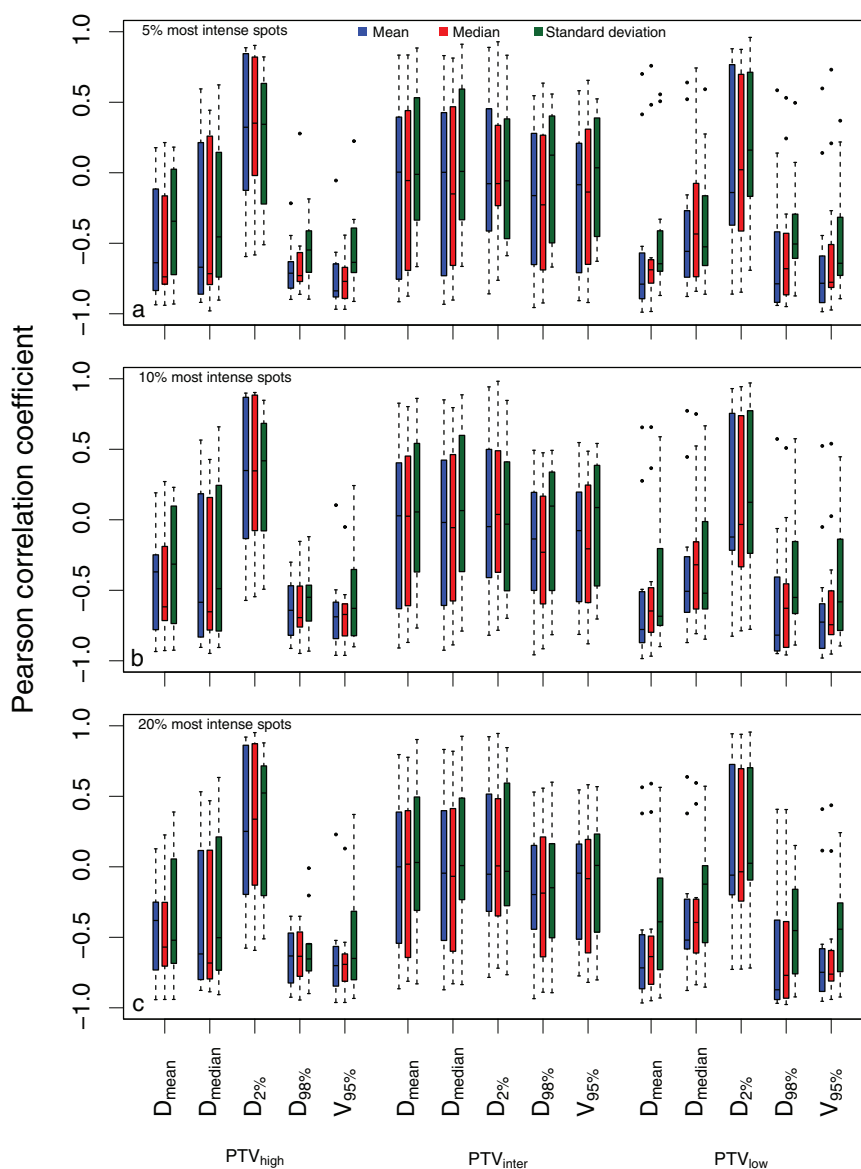 5% most intense spots
Mean
Median
Standard deviation
1.0
0.5
0.0
−0.5
−1.0
a
10% most intense spots
1.0
0.5
0.0
−0.5
−1.0
b
20% most intense spots
1.0
0.5
0.0
−0.5
−1.0
c
Pearson correlation coefficient
Dmean
Dmedian
D2%
D98%
V95%
Dmean
Dmedian
D2%
D98%
V95%
Dmean
Dmedian
D2%
D98%
V95%
PTVhigh
PTVinter
PTVlow